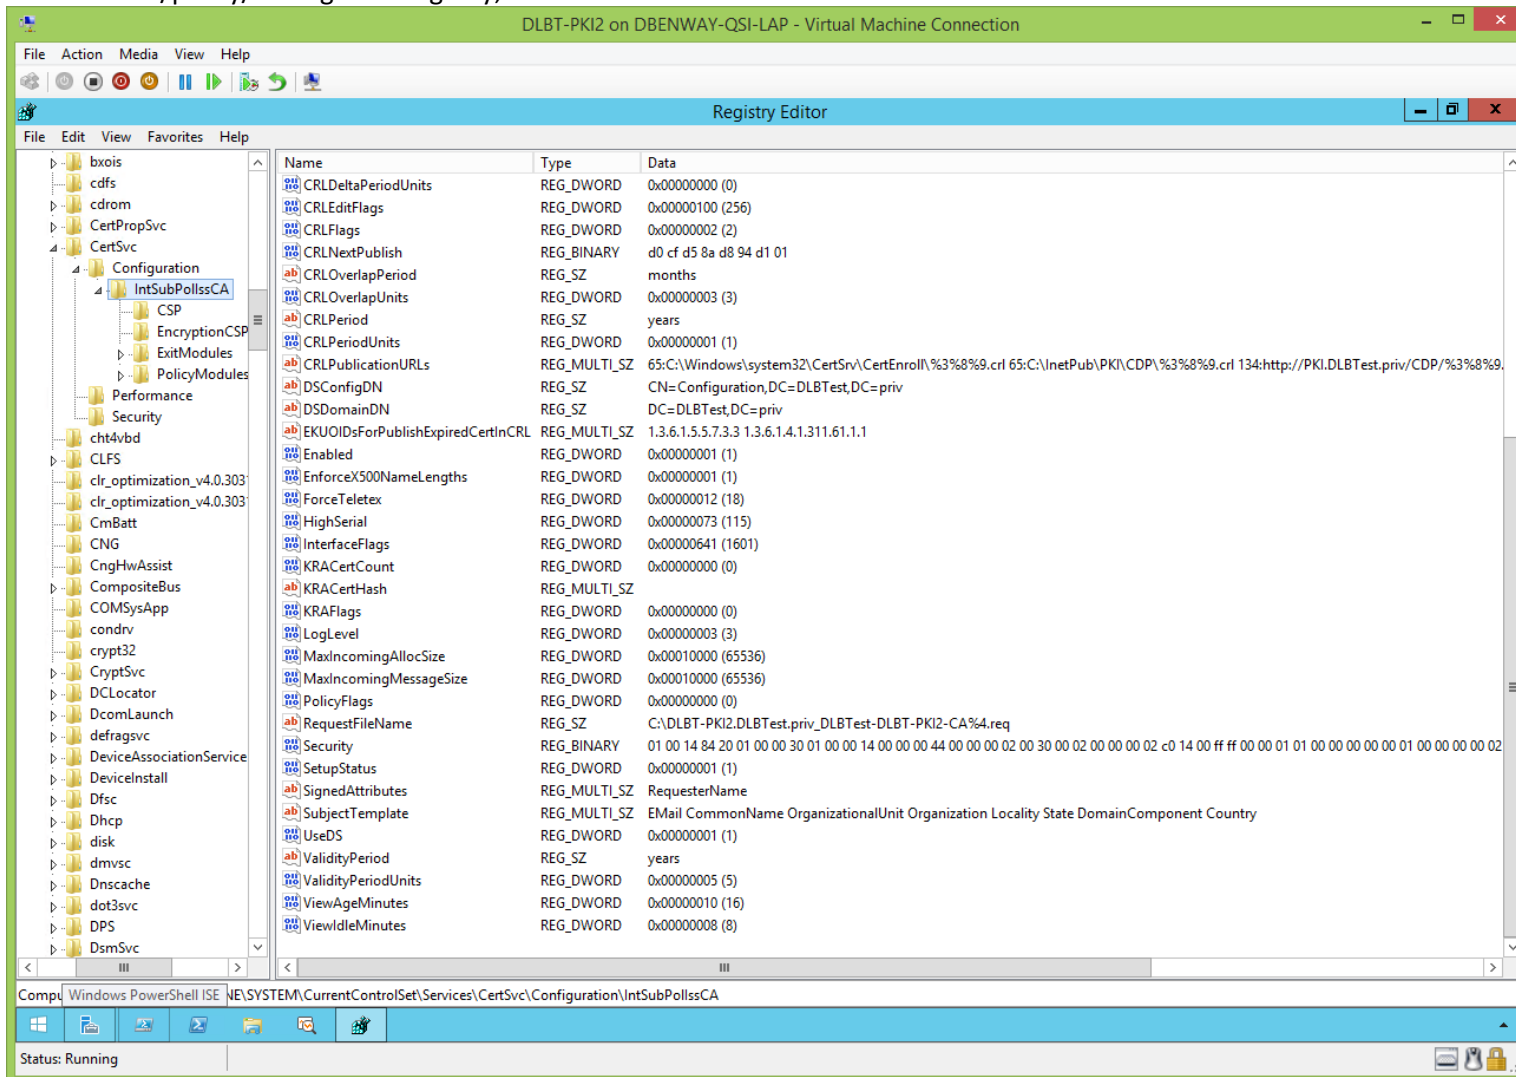 DLBT-PKI2 on DBENWAY-QSI-LAP - Virtual Machine Connection
File Action Media View Help
Registry Editor
File Edit View Favorites Help
bxois
cdfs
cdrom
CertPropSvc
CertSvc
Configuration
IntSubPolIssCA
CSP
EncryptionCSP
ExitModules
PolicyModules
Performance
Security
cht4vbd
CLFS
clr_optimization_v4.0.303
clr_optimization_v4.0.303
CmBatt
CNG
CngHwAssist
CompositeBus
COMSysApp
condrv
crypt32
CryptSvc
DCLocator
DcomLaunch
defragsvc
DeviceAssociationService
DeviceInstall
Dfsc
Dhcp
disk
dmvsc
Dnscache
dot3svc
DPS
DsmSvc
Name Type Data
CRLDeltaPeriodUnits REG_DWORD 0x00000000 (0)
CRLEditFlags REG_DWORD 0x00000100 (256)
CRLFlags REG_DWORD 0x00000002 (2)
CRLNextPublish REG_BINARY d0 cf d5 8a d8 94 d1 01
CRLOverlapPeriod REG_SZ months
CRLOverlapUnits REG_DWORD 0x00000003 (3)
CRLPeriod REG_SZ years
CRLPeriodUnits REG_DWORD 0x00000001 (1)
CRLPublicationURLs REG_MULTI_SZ 65:C:\Windows\system32\CertSrv\CertEnroll\%3%8%9.crl 65:C:\InetPub\PKI\CDP\%3%8%9.crl 134:http://PKI.DLBTest.priv/CDP/%3%8%9.
DSConfigDN REG_SZ CN=Configuration,DC=DLBTest,DC=priv
DSDomainDN REG_SZ DC=DLBTest,DC=priv
EKUOIDsForPublishExpiredCertInCRL REG_MULTI_SZ 1.3.6.1.5.5.7.3.3 1.3.6.1.4.1.311.61.1.1
Enabled REG_DWORD 0x00000001 (1)
EnforceX500NameLengths REG_DWORD 0x00000001 (1)
ForceTeletex REG_DWORD 0x00000012 (18)
HighSerial REG_DWORD 0x00000073 (115)
InterfaceFlags REG_DWORD 0x00000641 (1601)
KRACertCount REG_DWORD 0x00000000 (0)
KRACertHash REG_MULTI_SZ
KRAFlags REG_DWORD 0x00000000 (0)
LogLevel REG_DWORD 0x00000003 (3)
MaxIncomingAllocSize REG_DWORD 0x00010000 (65536)
MaxIncomingMessageSize REG_DWORD 0x00010000 (65536)
PolicyFlags REG_DWORD 0x00000000 (0)
RequestFileName REG_SZ C:\DLBT-PKI2.DLBTest.priv_DLBTest-DLBT-PKI2-CA%4.req
Security REG_BINARY 01 00 14 84 20 01 00 00 30 01 00 00 14 00 00 00 44 00 00 00 02 00 30 00 02 00 00 00 02 c0 14 00 ff ff 00 00 01 01 00 00 00 00 00 01 00 00 00 00 02
SetupStatus REG_DWORD 0x00000001 (1)
SignedAttributes REG_MULTI_SZ RequesterName
SubjectTemplate REG_MULTI_SZ EMail CommonName OrganizationalUnit Organization Locality State DomainComponent Country
UseDS REG_DWORD 0x00000001 (1)
ValidityPeriod REG_SZ years
ValidityPeriodUnits REG_DWORD 0x00000005 (5)
ViewAgeMinutes REG_DWORD 0x00000010 (16)
ViewIdleMinutes REG_DWORD 0x00000008 (8)
Compu Windows PowerShell ISE NE\SYSTEM\CurrentControlSet\Services\CertSvc\Configuration\IntSubPolIssCA
Status: Running